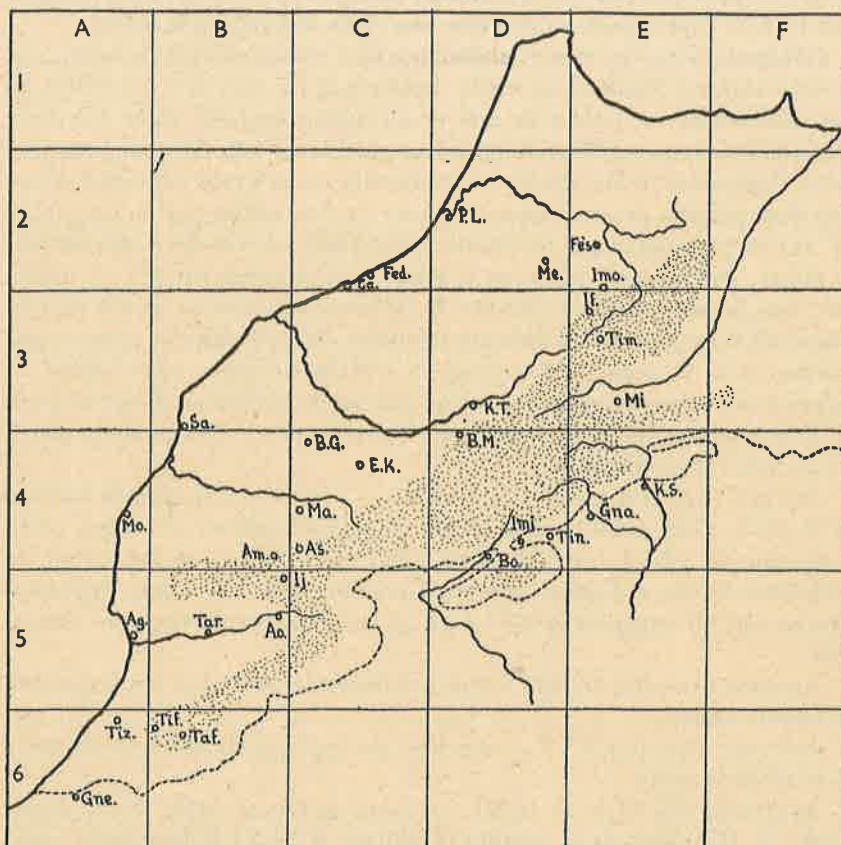 A B C D E F
1
2
P.L.
Fès
Me.
Fed.
Ca.
Imo.
If.
3
Tim.
K.T.
Mi
Sa.
B.G.
B.M.
E.K.
4
K.S.
Mo.
Ma.
Gna.
Imi.
Tin.
Am.
As.
Bo.
Ij
5
Ag.
Tar.
Ao.
Tiz.
Tif.
Taf.
6
Gne.